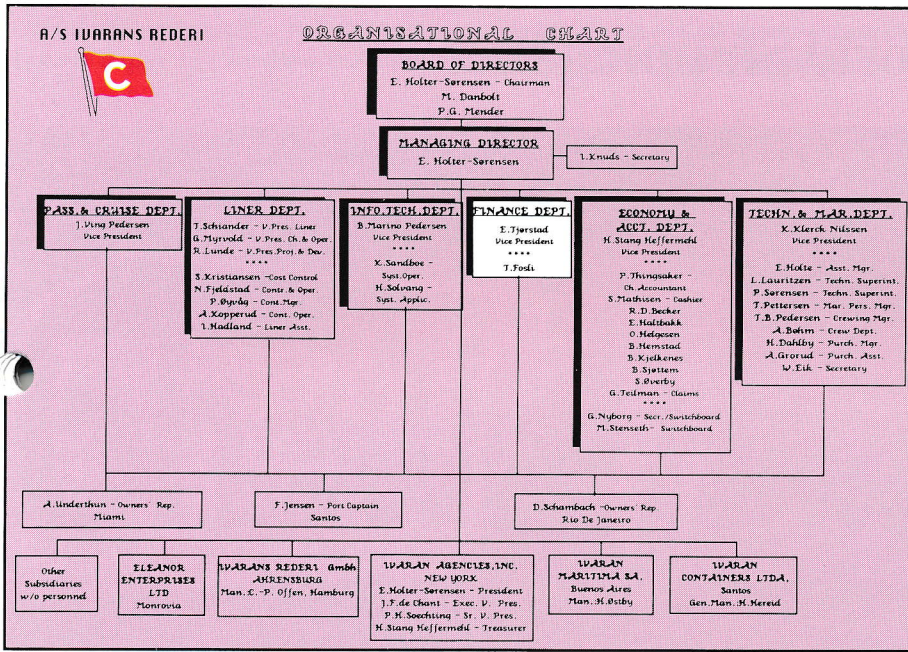 A/S IVARANS REDERI
ORGANISATIONAL CHART
C
BOARD OF DIRECTORS
E. Holter-Sørensen - Chairman
M. Danbolt
P.G. Mender
MANAGING DIRECTOR
E. Holter-Sørensen
I.Knuds - Secretary
PASS.& CRUISE DEPT.
J.Ving Pedersen
Vice President
LINER DEPT.
T.Schiander - V.Pres. Liner
G.Myrvold - V.Pres.Ch.& Oper.
R.Lunde - V.Pres.Proj.& Dev.
****
S.Kristiansen -Cost Control
N.Fjeldstad - Contr.& Oper.
P.Øyvåg - Cont.Mgr.
A.Kopperud - Cont. Oper.
I.Hadland - Liner Asst.
INFO.TECH.DEPT.
B.Marino Pedersen
Vice President
****
K.Sandboe -
Syst.Oper.
H.Solvang -
Syst. Applic.
FINANCE DEPT.
E.Tjørstad
Vice President
****
T.Fosli
ECONOMY &
ACCT. DEPT.
H.Stang Heffermehl
Vice President
****
P.Thingsaker -
Ch.Accountant
S.Mathisen - Cashier
R.D.Becker
E.Haltbakk
O.Helgesen
B.Hemstad
B.Kjelkenes
B.Sjøttem
S.Øverby
G.Teilman - Claims
****
G.Nyborg - Secr./Switchboard
M.Stenseth- Switchboard
TECHN.& MAR.DEPT.
K.Klerck Nilssen
Vice President
****
E.Holte - Asst. Mgr.
L.Lauritzen - Techn. Superint.
P.Sørensen - Techn. Superint.
T.Pettersen - Mar. Pers. Mgr.
T.B.Pedersen - Crewing Mgr.
A.Bøhm - Crew Dept.
H.Dahlby - Purch. Mgr.
A.Grorud - Purch. Asst.
W.Eik - Secretary
A.Underthun - Owners' Rep.
Miami
F.Jensen - Port Captain
Santos
D.Schambach -Owners' Rep.
Rio De Janeiro
Other
Subsidiaries
w/o personnel
ELEANOR
ENTERPRISES
LTD
Monrovia
IVARANS REDERI GmbH
AHRENSBURG
Man.:C.-P. Offen, Hamburg
IVARAN AGENCIES,INC.
NEW YORK
E.Holter-Sørensen - President
J.F.de Chant - Exec. V. Pres.
P.H.Soechting - Sr. V. Pres.
H.Stang Heffermehl - Treasurer
IVARAN
MARITIMA SA.
Buenos Aires
Man.:H.Østby
IVARAN
CONTAINERS LTDA,
Santos
Gen.Man.:H.Hereid